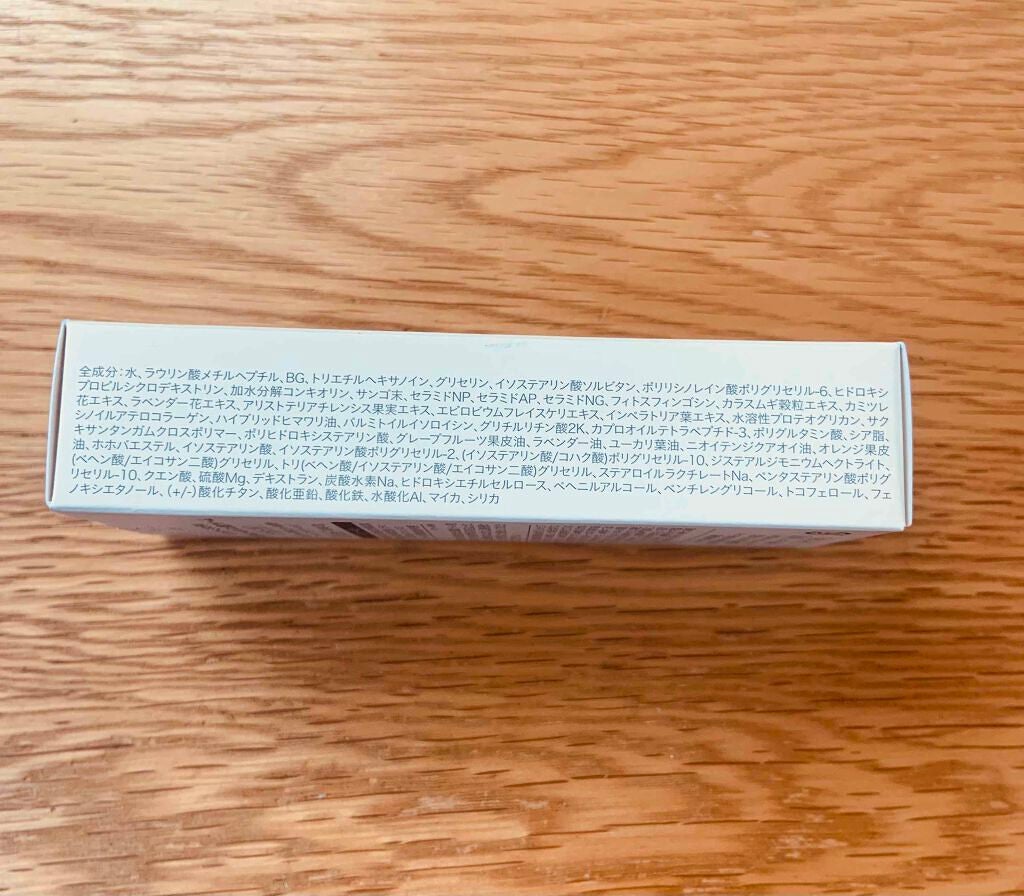 全成分:水、ラウリン酸メチルヘプチル、BG、トリエチルヘキサノイン、グリセリン、イソステアリン酸ソルビタン、ポリリシノレイン酸ポリグリセリル-6、ヒドロキシ
プロピルシクロデキストリン、加水分解コンキオリン、サンゴ末、セラミドNP、セラミドAP、セラミドNG、フィトスフィンゴシン、カラスムギ穀粒エキス、カミツレ
花エキス、ラベンダー花エキス、アリストテリアチレンシス果実エキス、エピロビウムフレイスケリエキス、インペラトリア葉エキス、水溶性プロテオグリカン、サク
シノイルアテロコラーゲン、ハイブリッドヒマワリ油、パルミトイルイソロイシン、グリチルリチン酸2K、カプロオイルテトラペプチド-3、ポリグルタミン酸、シア脂、
キサンタンガムクロスポリマー、ポリヒドロキシステアリン酸、グレープフルーツ果皮油、ラベンダー油、ユーカリ葉油、ニオイテンジクアオイ油、オレンジ果皮
油、ホホバエステル、イソステアリン酸、イソステアリン酸ポリグリセリル-2、(イソステアリン酸/コハク酸)ポリグリセリル-10、ジステアルジモニウムヘクトライト、
(ベヘン酸/エイコサン二酸)グリセリル、トリ(ベヘン酸/イソステアリン酸/エイコサン二酸)グリセリル、ステアロイルラクチレートNa、ペンタステアリン酸ポリグ
リセリル-10、クエン酸、硫酸Mg、デキストラン、炭酸水素Na、ヒドロキシエチルセルロース、ベヘニルアルコール、ペンチレングリコール、トコフェロール、フェ
ノキシエタノール、(+/-)酸化チタン、酸化亜鉛、酸化鉄、水酸化Al、マイカ、シリカ